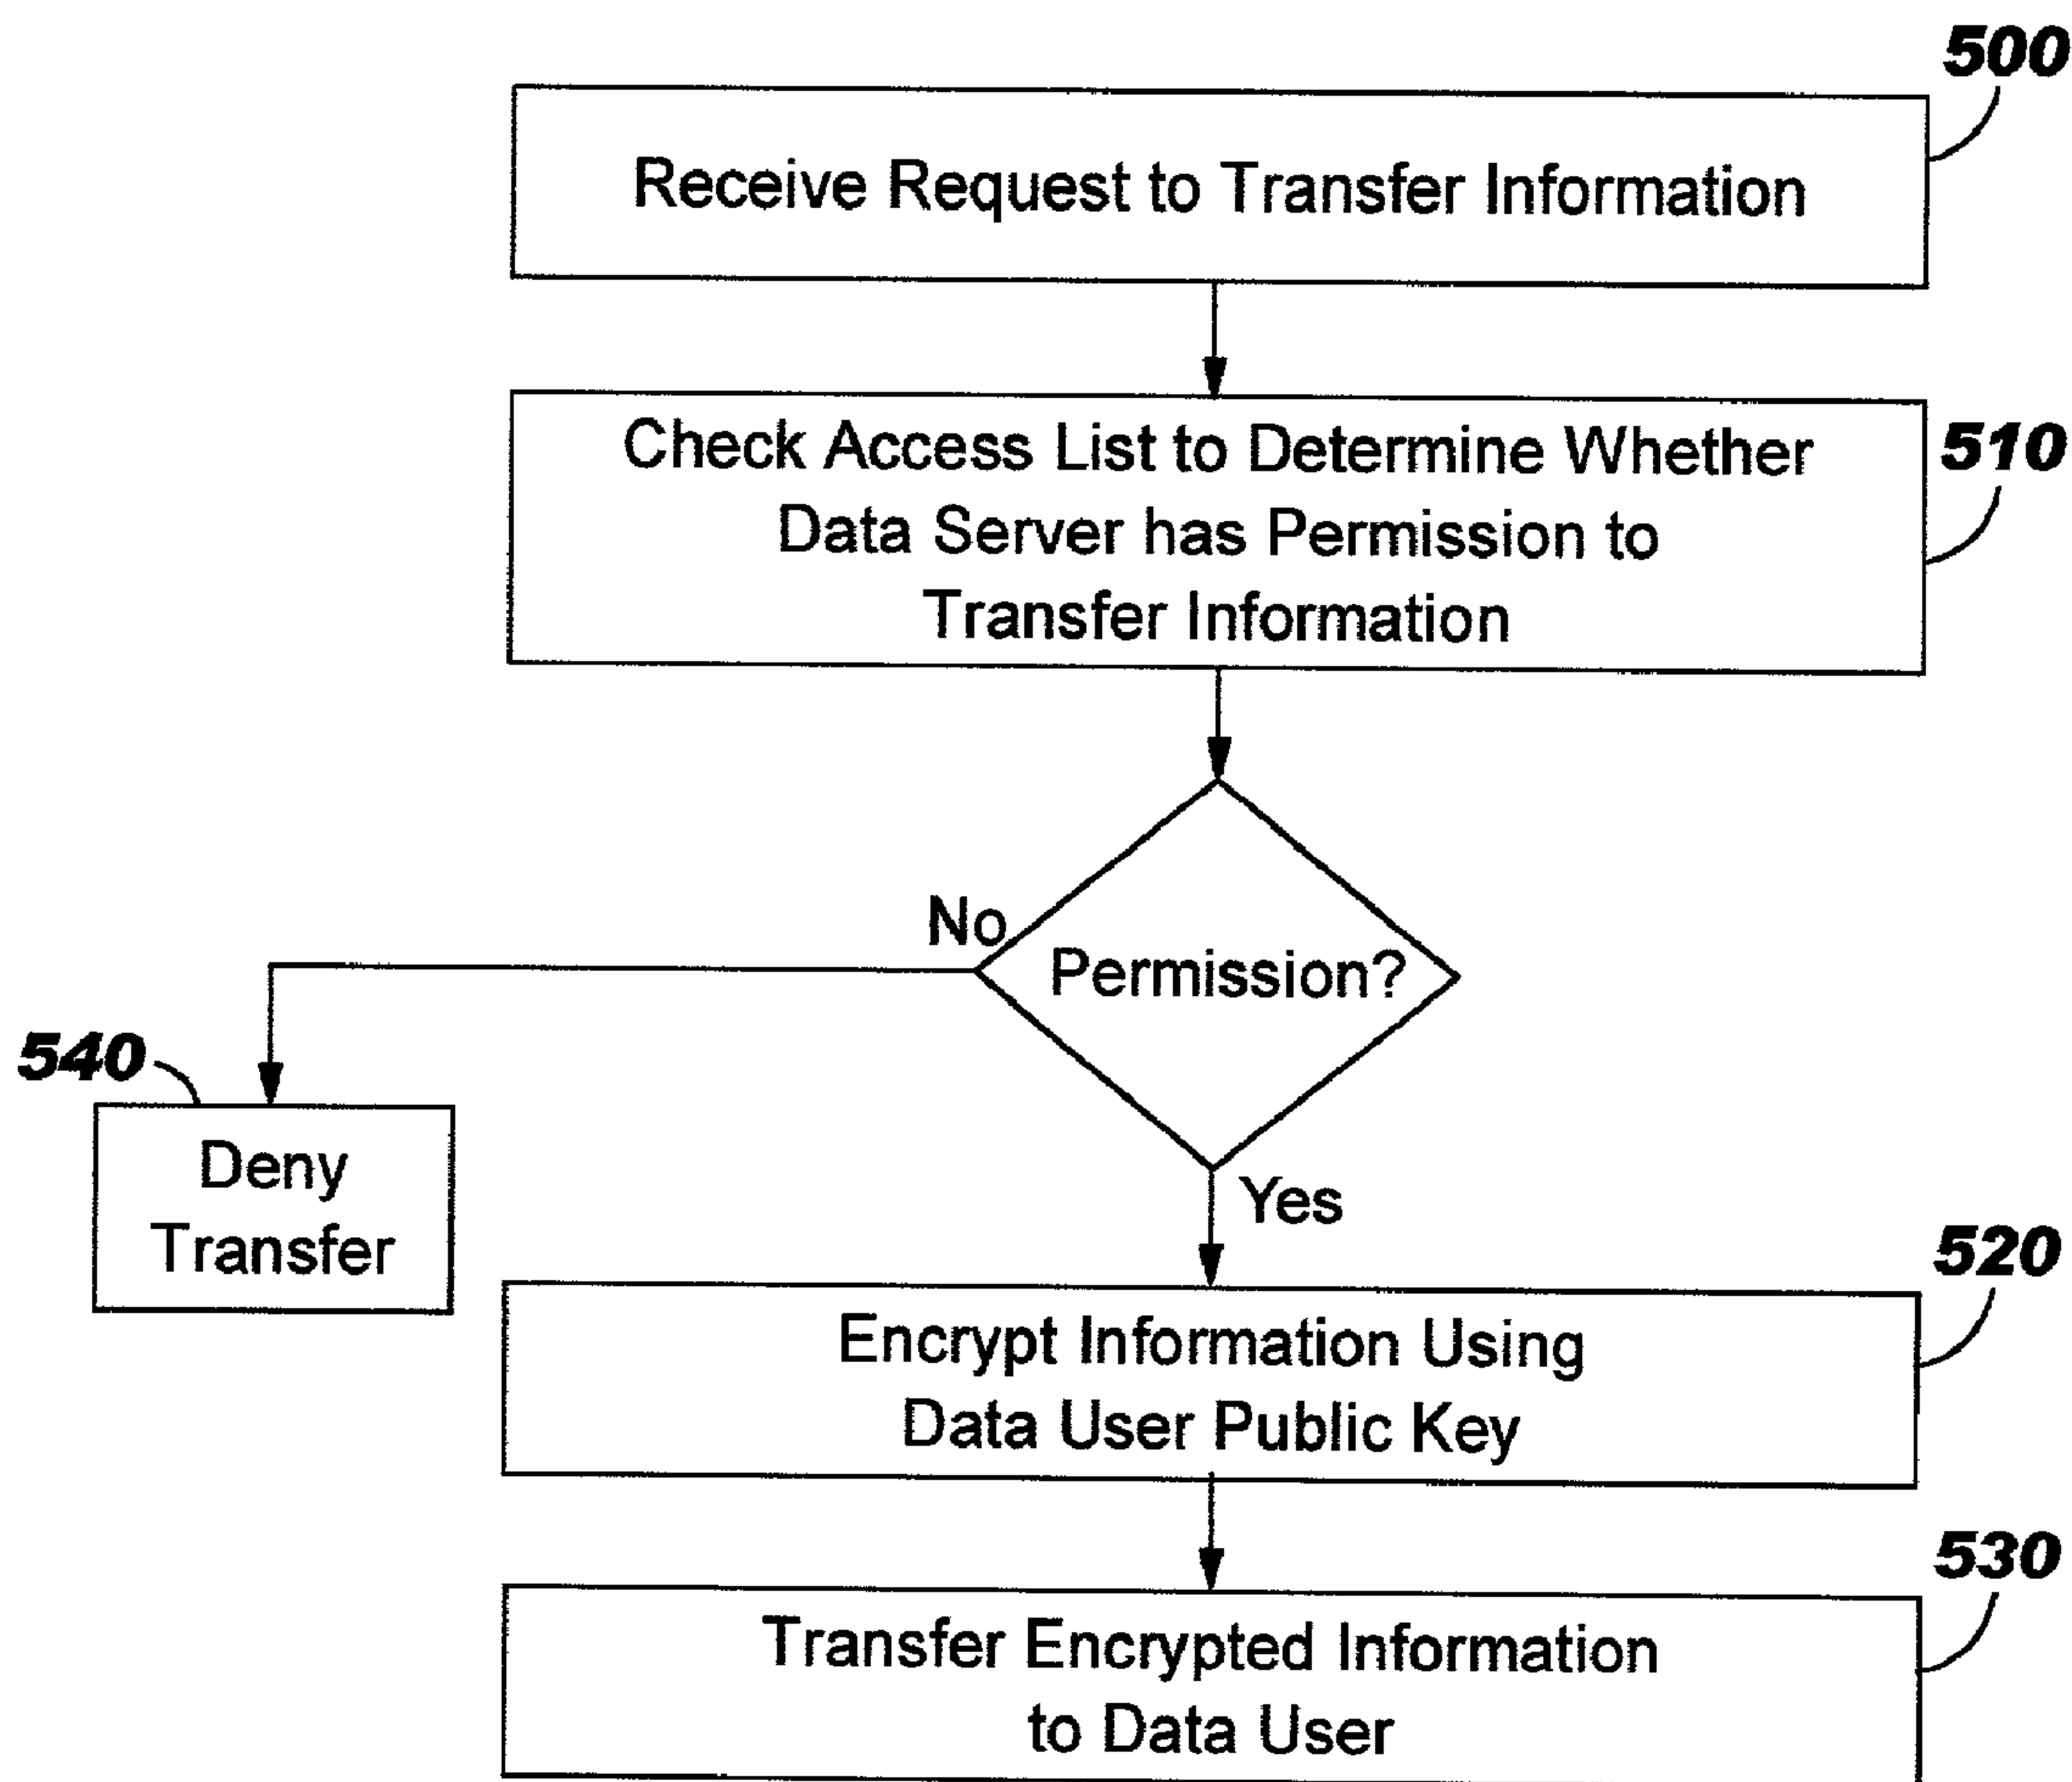 500
Receive Request to Transfer Information
510
Check Access List to Determine Whether
Data Server has Permission to
Transfer Information
No
Permission?
540
Deny
Transfer
Yes
520
Encrypt Information Using
Data User Public Key
530
Transfer Encrypted Information
to Data User